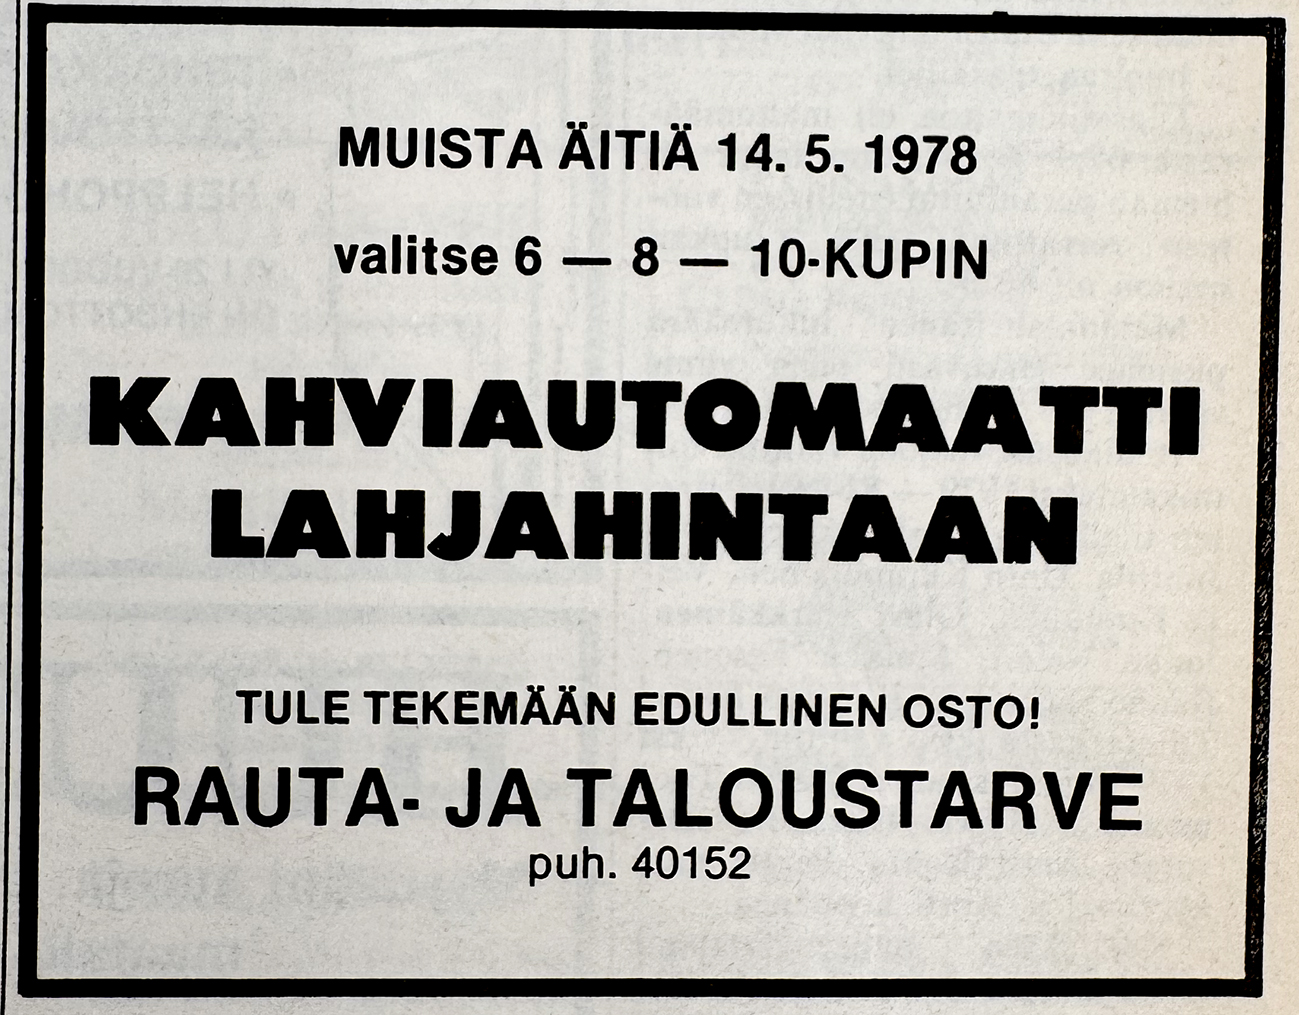 MUISTA ÄITIÄ 14. 5. 1978
valitse 6 — 8 — 10-KUPIN
KAHVIAUTOMAATTI
LAHJAHINTAAN
TULE TEKEMÄÄN EDULLINEN OSTO!
RAUTA- JA TALOUSTARVE
puh. 40152